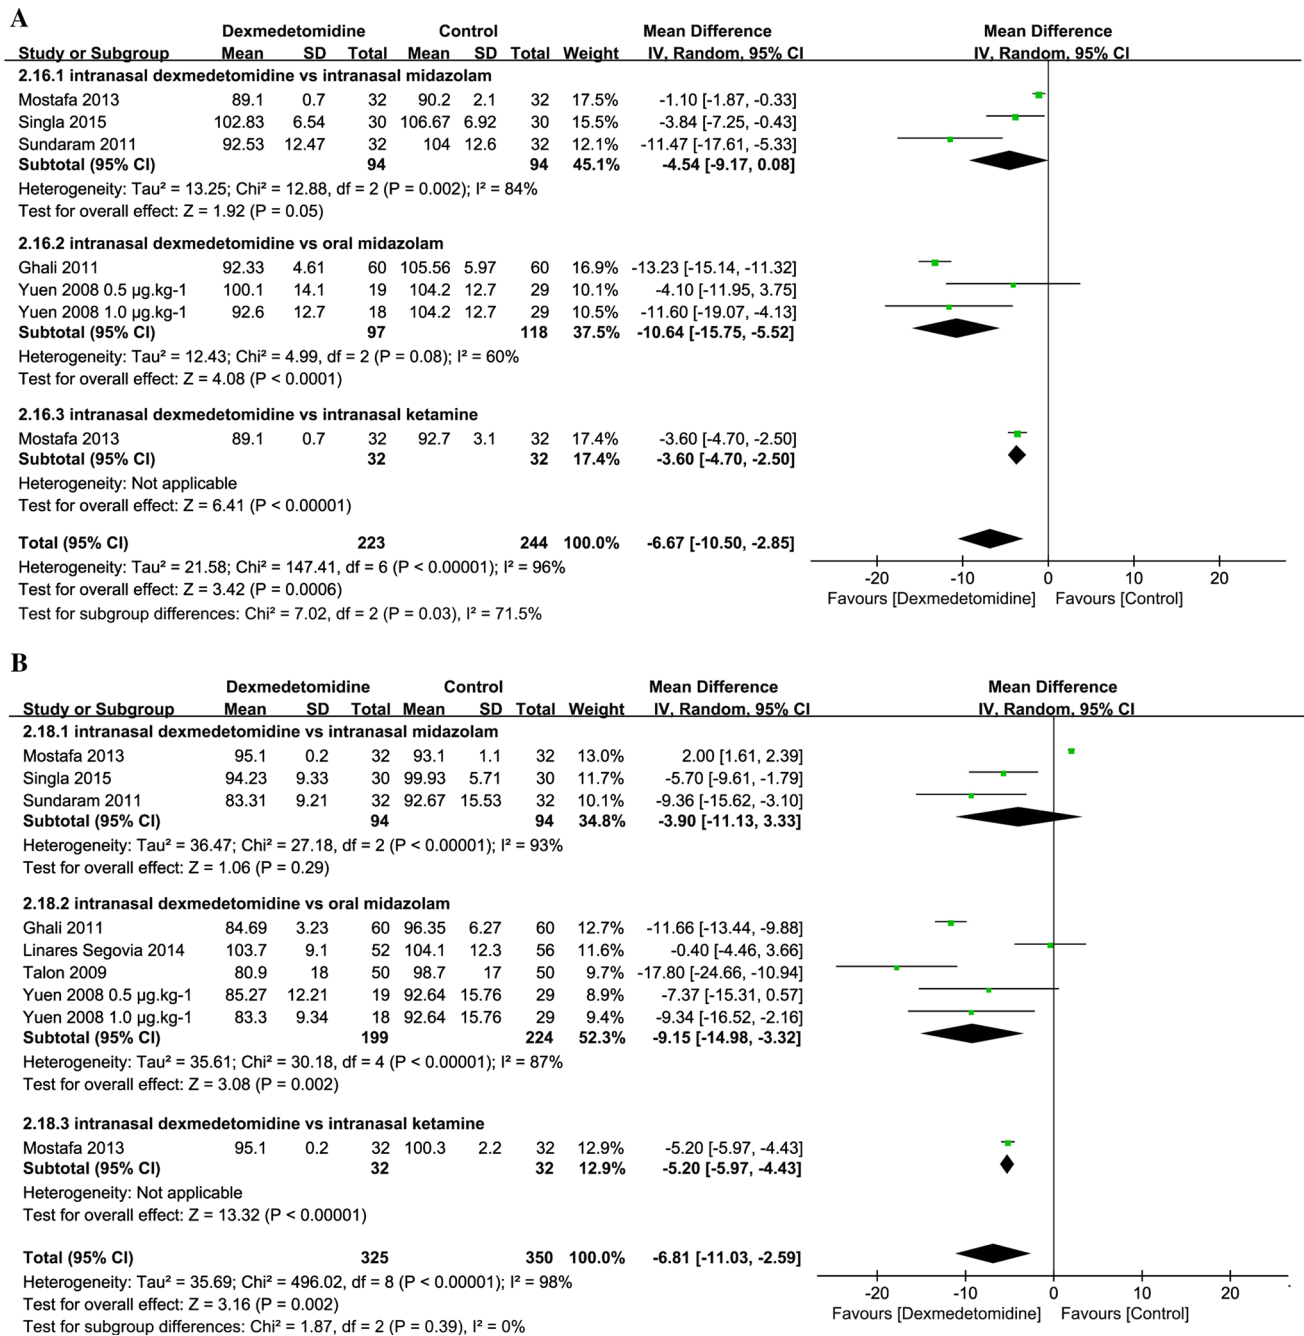 A
Dexmedetomidine Control Mean Difference Mean Difference
Study or Subgroup Mean SD Total Mean SD Total Weight IV, Random, 95% CI IV, Random, 95% CI
2.16.1 intranasal dexmedetomidine vs intranasal midazolam
Mostafa 2013 89.1 0.7 32 90.2 2.1 32 17.5% -1.10 [-1.87, -0.33]
Singla 2015 102.83 6.54 30 106.67 6.92 30 15.5% -3.84 [-7.25, -0.43]
Sundaram 2011 92.53 12.47 32 104 12.6 32 12.1% -11.47 [-17.61, -5.33]
Subtotal (95% CI) 94 94 45.1% -4.54 [-9.17, 0.08]
Heterogeneity: Tau² = 13.25; Chi² = 12.88, df = 2 (P = 0.002); I² = 84%
Test for overall effect: Z = 1.92 (P = 0.05)
2.16.2 intranasal dexmedetomidine vs oral midazolam
Ghali 2011 92.33 4.61 60 105.56 5.97 60 16.9% -13.23 [-15.14, -11.32]
Yuen 2008 0.5 µg.kg-1 100.1 14.1 19 104.2 12.7 29 10.1% -4.10 [-11.95, 3.75]
Yuen 2008 1.0 µg.kg-1 92.6 12.7 18 104.2 12.7 29 10.5% -11.60 [-19.07, -4.13]
Subtotal (95% CI) 97 118 37.5% -10.64 [-15.75, -5.52]
Heterogeneity: Tau² = 12.43; Chi² = 4.99, df = 2 (P = 0.08); I² = 60%
Test for overall effect: Z = 4.08 (P < 0.0001)
2.16.3 intranasal dexmedetomidine vs intranasal ketamine
Mostafa 2013 89.1 0.7 32 92.7 3.1 32 17.4% -3.60 [-4.70, -2.50]
Subtotal (95% CI) 32 32 17.4% -3.60 [-4.70, -2.50]
Heterogeneity: Not applicable
Test for overall effect: Z = 6.41 (P < 0.00001)
Total (95% CI) 223 244 100.0% -6.67 [-10.50, -2.85]
Heterogeneity: Tau² = 21.58; Chi² = 147.41, df = 6 (P < 0.00001); I² = 96%
Test for overall effect: Z = 3.42 (P = 0.0006)
Test for subgroup differences: Chi² = 7.02, df = 2 (P = 0.03), I² = 71.5%
-20 -10 0 10 20
Favours [Dexmedetomidine] Favours [Control]
B
Dexmedetomidine Control Mean Difference Mean Difference
Study or Subgroup Mean SD Total Mean SD Total Weight IV, Random, 95% CI IV, Random, 95% CI
2.18.1 intranasal dexmedetomidine vs intranasal midazolam
Mostafa 2013 95.1 0.2 32 93.1 1.1 32 13.0% 2.00 [1.61, 2.39]
Singla 2015 94.23 9.33 30 99.93 5.71 30 11.7% -5.70 [-9.61, -1.79]
Sundaram 2011 83.31 9.21 32 92.67 15.53 32 10.1% -9.36 [-15.62, -3.10]
Subtotal (95% CI) 94 94 34.8% -3.90 [-11.13, 3.33]
Heterogeneity: Tau² = 36.47; Chi² = 27.18, df = 2 (P < 0.00001); I² = 93%
Test for overall effect: Z = 1.06 (P = 0.29)
2.18.2 intranasal dexmedetomidine vs oral midazolam
Ghali 2011 84.69 3.23 60 96.35 6.27 60 12.7% -11.66 [-13.44, -9.88]
Linares Segovia 2014 103.7 9.1 52 104.1 12.3 56 11.6% -0.40 [-4.46, 3.66]
Talon 2009 80.9 18 50 98.7 17 50 9.7% -17.80 [-24.66, -10.94]
Yuen 2008 0.5 µg.kg-1 85.27 12.21 19 92.64 15.76 29 8.9% -7.37 [-15.31, 0.57]
Yuen 2008 1.0 µg.kg-1 83.3 9.34 18 92.64 15.76 29 9.4% -9.34 [-16.52, -2.16]
Subtotal (95% CI) 199 224 52.3% -9.15 [-14.98, -3.32]
Heterogeneity: Tau² = 35.61; Chi² = 30.18, df = 4 (P < 0.00001); I² = 87%
Test for overall effect: Z = 3.08 (P = 0.002)
2.18.3 intranasal dexmedetomidine vs intranasal ketamine
Mostafa 2013 95.1 0.2 32 100.3 2.2 32 12.9% -5.20 [-5.97, -4.43]
Subtotal (95% CI) 32 32 12.9% -5.20 [-5.97, -4.43]
Heterogeneity: Not applicable
Test for overall effect: Z = 13.32 (P < 0.00001)
Total (95% CI) 325 350 100.0% -6.81 [-11.03, -2.59]
Heterogeneity: Tau² = 35.69; Chi² = 496.02, df = 8 (P < 0.00001); I² = 98%
Test for overall effect: Z = 3.16 (P = 0.002)
Test for subgroup differences: Chi² = 1.87, df = 2 (P = 0.39), I² = 0%
-20 -10 0 10 20
Favours [Dexmedetomidine] Favours [Control]